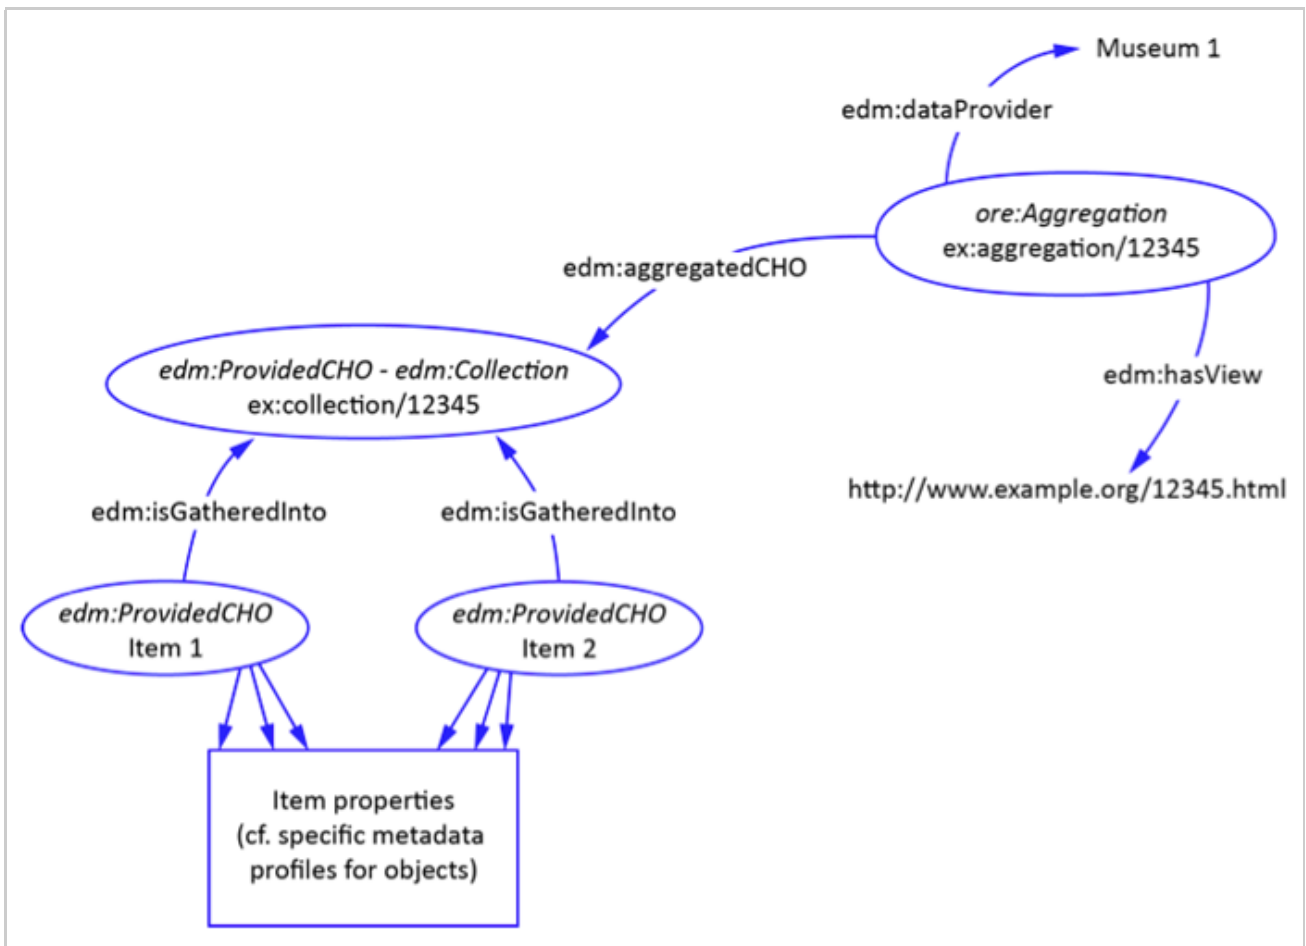 Museum 1
edm:dataProvider
ore:Aggregation
ex:aggregation/12345
edm:aggregatedCHO
edm:ProvidedCHO - edm:Collection
ex:collection/12345
edm:hasView
http://www.example.org/12345.html
edm:isGatheredInto
edm:isGatheredInto
edm:ProvidedCHO
Item 1
edm:ProvidedCHO
Item 2
Item properties
(cf. specific metadata
profiles for objects)